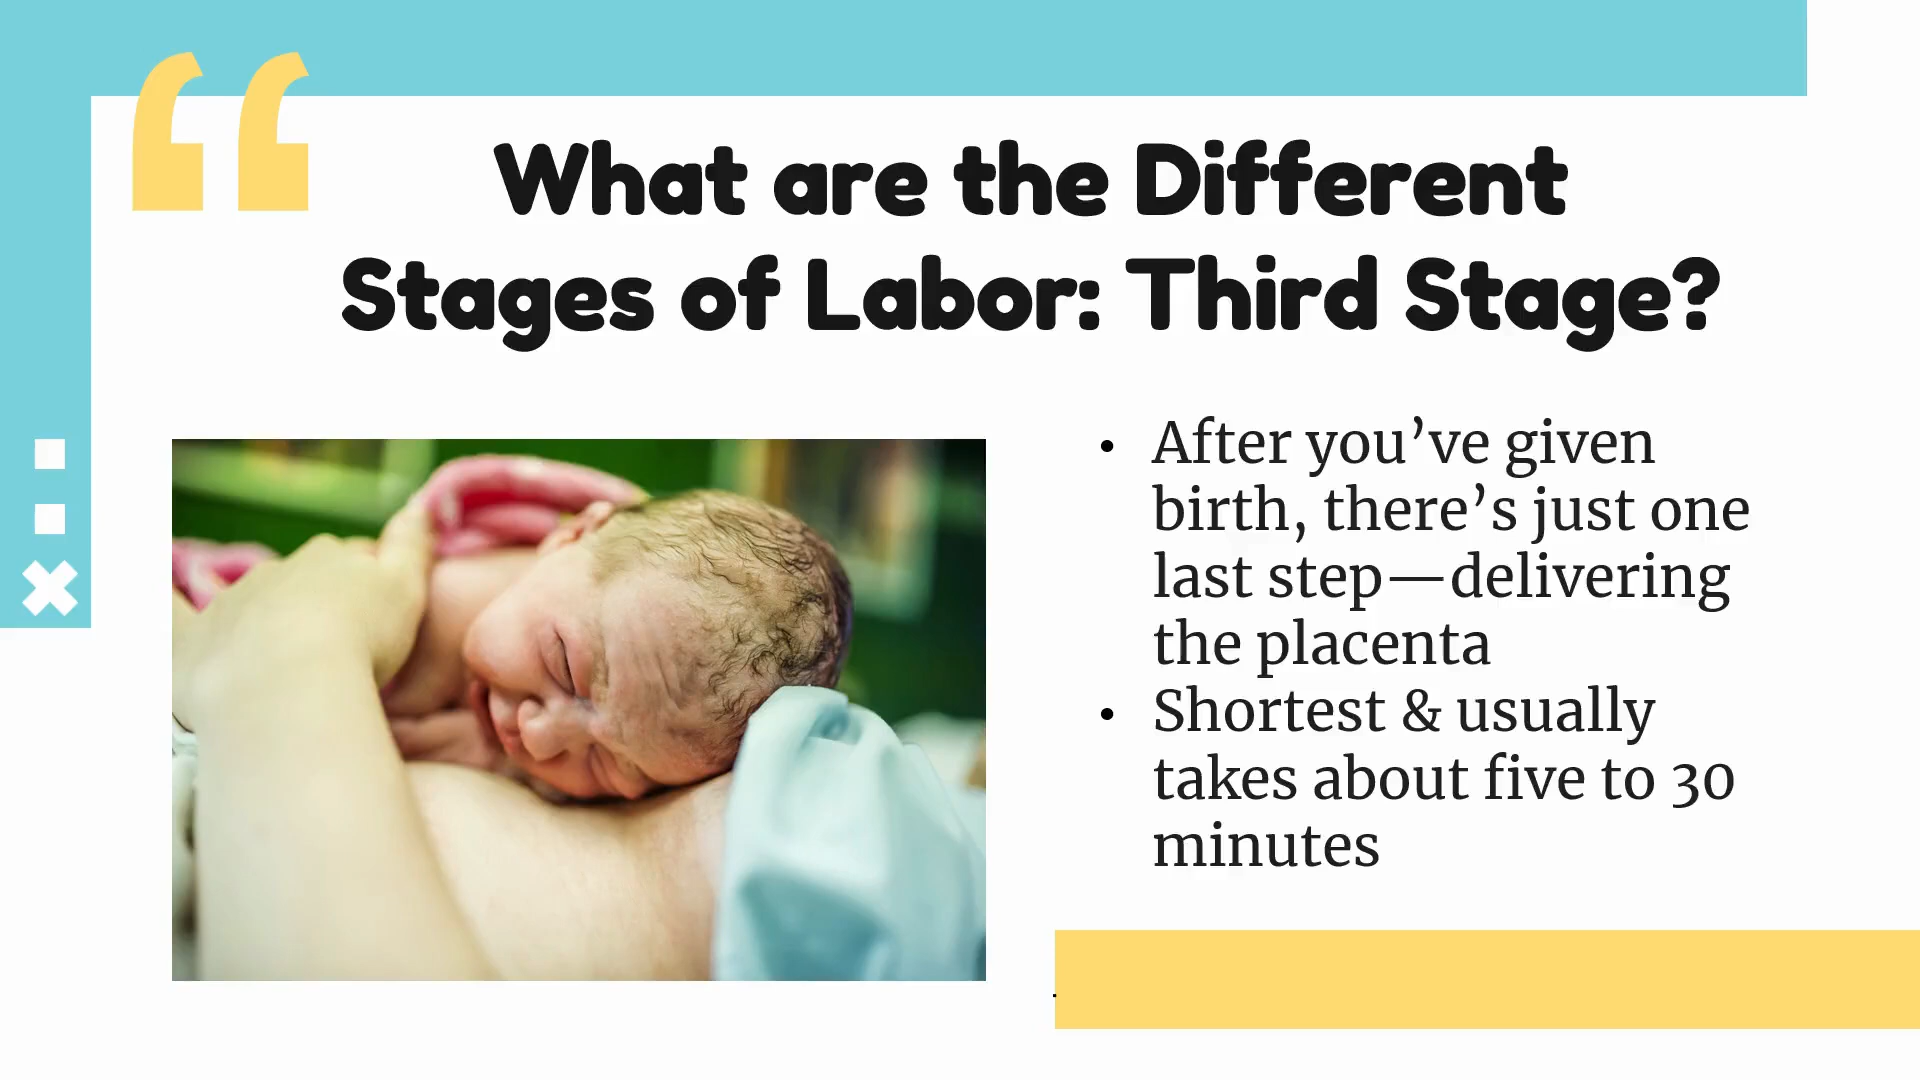 What are the Different
Stages of Labor: Third Stage?
• After you’ve given
birth, there’s just one
last step—delivering
the placenta
• Shortest & usually
takes about five to 30
minutes